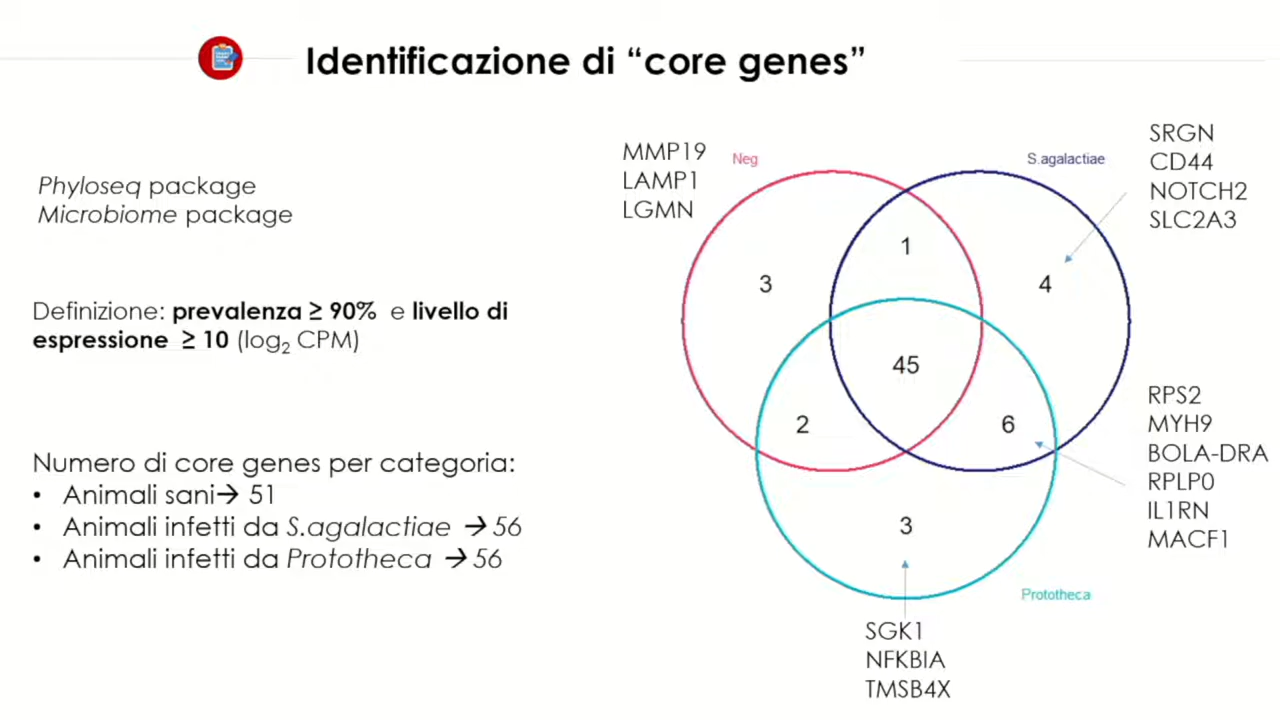 Identificazione di “core genes”
Phyloseq package
Microbiome package
Definizione: prevalenza ≥ 90% e livello di
espressione ≥ 10 (log2 CPM)
Numero di core genes per categoria:
• Animali sani→ 51
• Animali infetti da S.agalactiae → 56
• Animali infetti da Prototheca → 56
MMP19
LAMP1
LGMN
Neg
S.agalactiae
SRGN
CD44
NOTCH2
SLC2A3
1
3
4
45
2
6
3
RPS2
MYH9
BOLA-DRA
RPLP0
IL1RN
MACF1
Prototheca
SGK1
NFKBIA
TMSB4X